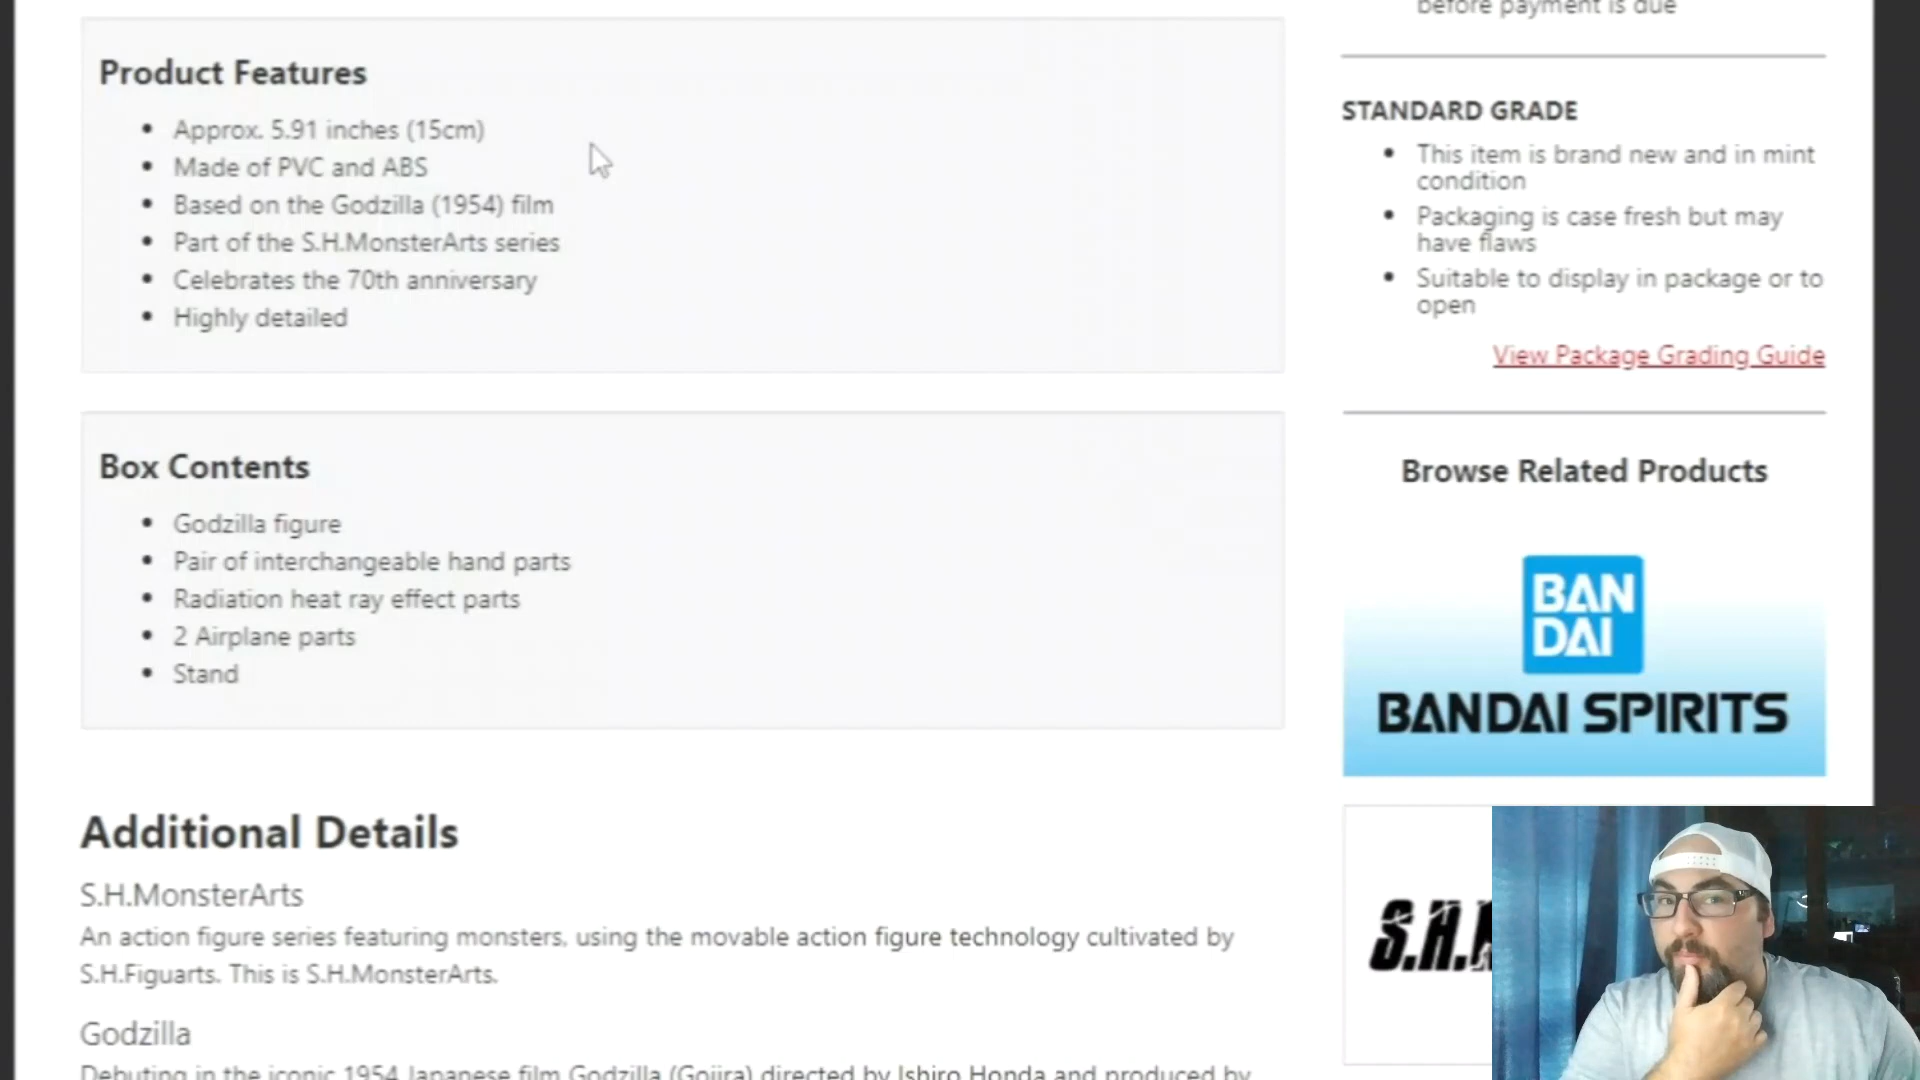 before payment is due
Product Features
Approx. 5.91 inches (15cm)
Made of PVC and ABS
Based on the Godzilla (1954) film
Part of the S.H.MonsterArts series
Celebrates the 70th anniversary
Highly detailed
STANDARD GRADE
This item is brand new and in mint
condition
Packaging is case fresh but may
have flaws
Suitable to display in package or to
open
View Package Grading Guide
Box Contents
Godzilla figure
Pair of interchangeable hand parts
Radiation heat ray effect parts
2 Airplane parts
Stand
Browse Related Products
BAN
DAI
BANDAI SPIRITS
Additional Details
S.H.MonsterArts
An action figure series featuring monsters, using the movable action figure technology cultivated by
S.H.Figuarts. This is S.H.MonsterArts.
Godzilla
Debuting in the iconic 1954 Japanese film Godzilla (Gojira) directed by Ishiro Honda and produced by
S.H.